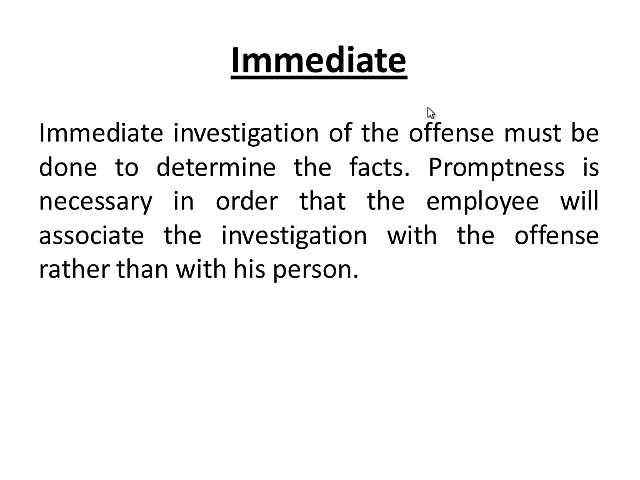 Immediate
Immediate investigation of the offense must be
done to determine the facts. Promptness is
necessary in order that the employee will
associate the investigation with the offense
rather than with his person.